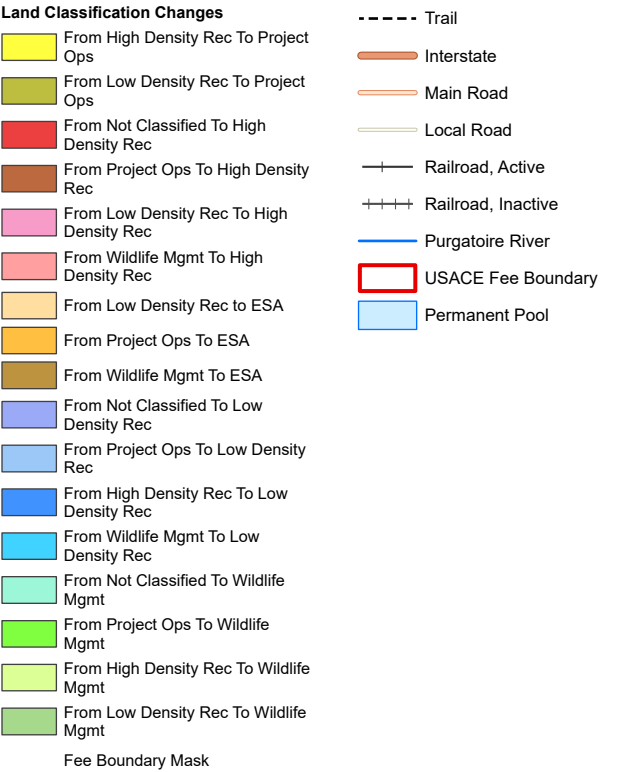 Land Classification Changes
From High Density Rec To Project
Ops
From Low Density Rec To Project
Ops
From Not Classified To High
Density Rec
From Project Ops To High Density
Rec
From Low Density Rec To High
Density Rec
From Wildlife Mgmt To High
Density Rec
From Low Density Rec to ESA
From Project Ops To ESA
From Wildlife Mgmt To ESA
From Not Classified To Low
Density Rec
From Project Ops To Low Density
Rec
From High Density Rec To Low
Density Rec
From Wildlife Mgmt To Low
Density Rec
From Not Classified To Wildlife
Mgmt
From Project Ops To Wildlife
Mgmt
From High Density Rec To Wildlife
Mgmt
From Low Density Rec To Wildlife
Mgmt
Fee Boundary Mask
Trail
Interstate
Main Road
Local Road
Railroad, Active
Railroad, Inactive
Purgatoire River
USACE Fee Boundary
Permanent Pool